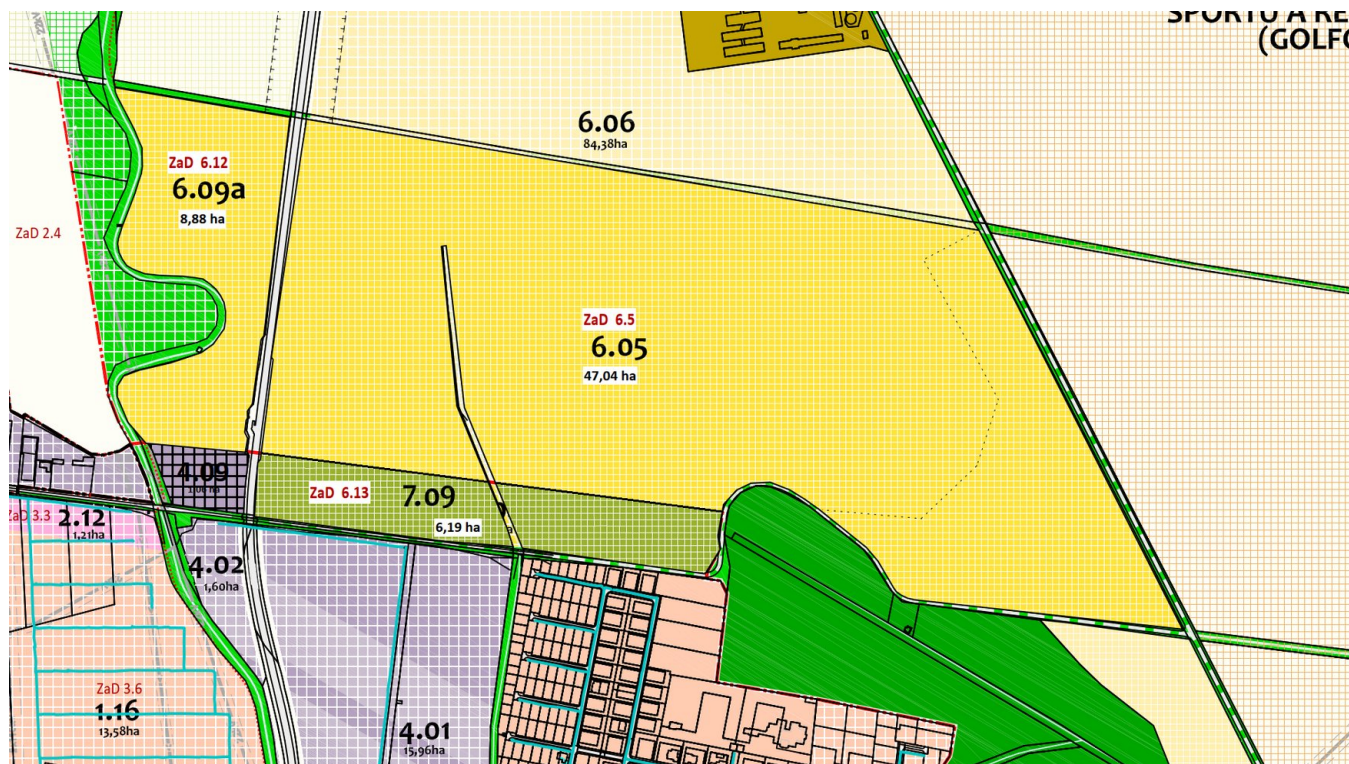 SPORTU A RE
(GOLFO
6.06
84,38ha
ZaD 6.12
6.09a
8,88 ha
ZaD 2.4
ZaD 6.5
6.05
47,04 ha
4.09
ZaD 6.13
7.09
6,19 ha
ZaD 3.3
2.12
1,21ha
4.02
1,60ha
ZaD 3.6
1.16
13,58ha
4.01
15,96ha